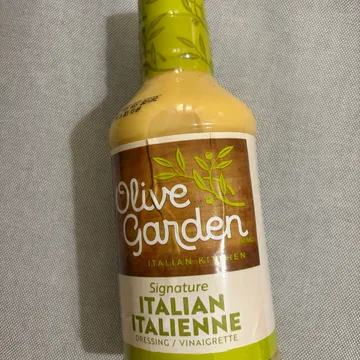 Olive
Garden
ITALIAN KITCHEN
Signature
ITALIAN
ITALIENNE
DRESSING / VINAIGRETTE